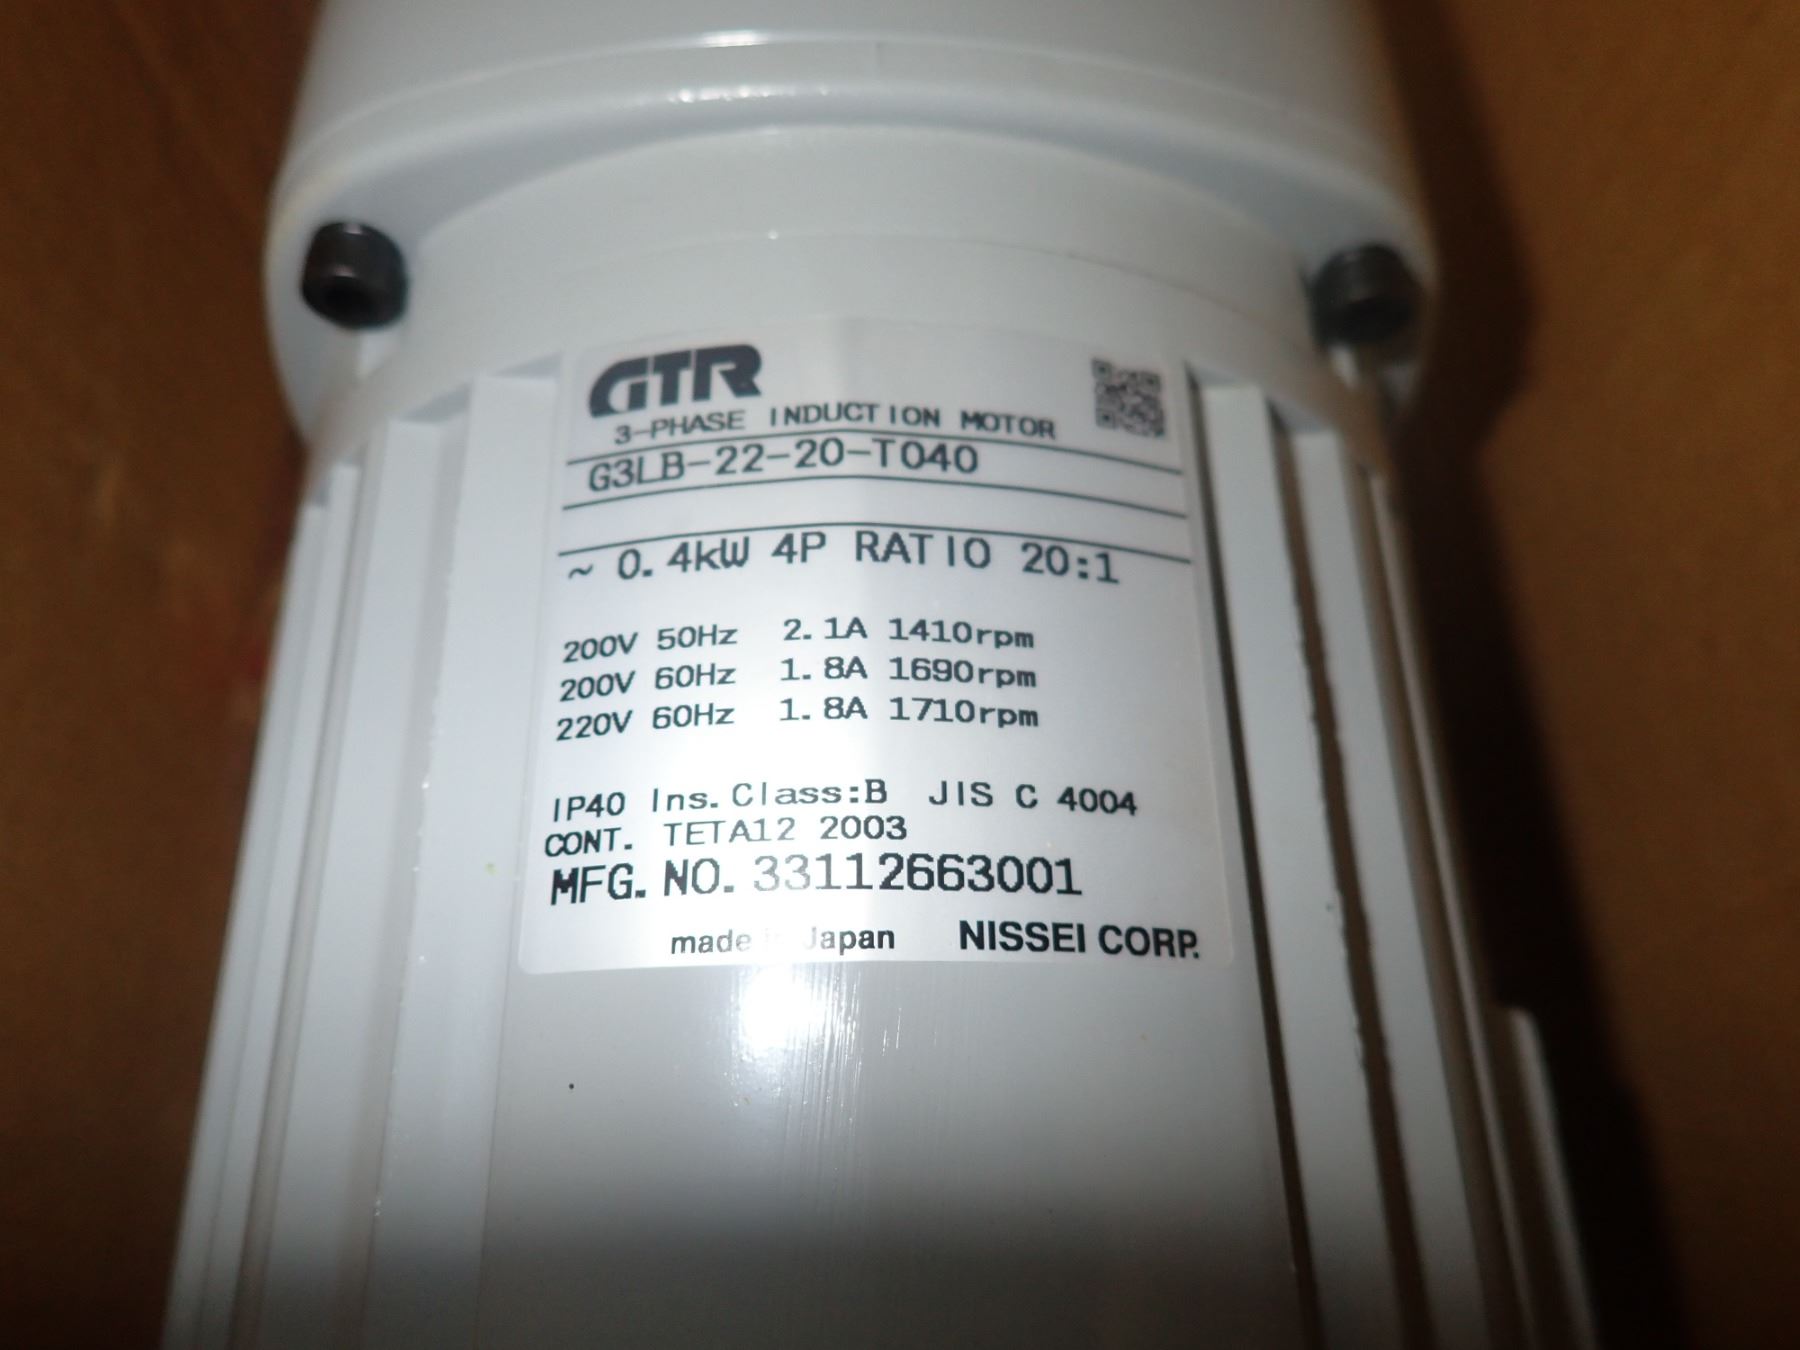 GTR
3-PHASE INDUCTION MOTOR
G3LB-22-20-T040
~ 0.4kW 4P RATIO 20:1
200V 50Hz 2.1A 1410rpm
200V 60Hz 1.8A 1690rpm
220V 60Hz 1.8A 1710rpm
IP40 Ins.Class:B JIS C 4004
CONT. TETA12 2003
MFG. NO. 33112663001
made in Japan NISSEI CORP.